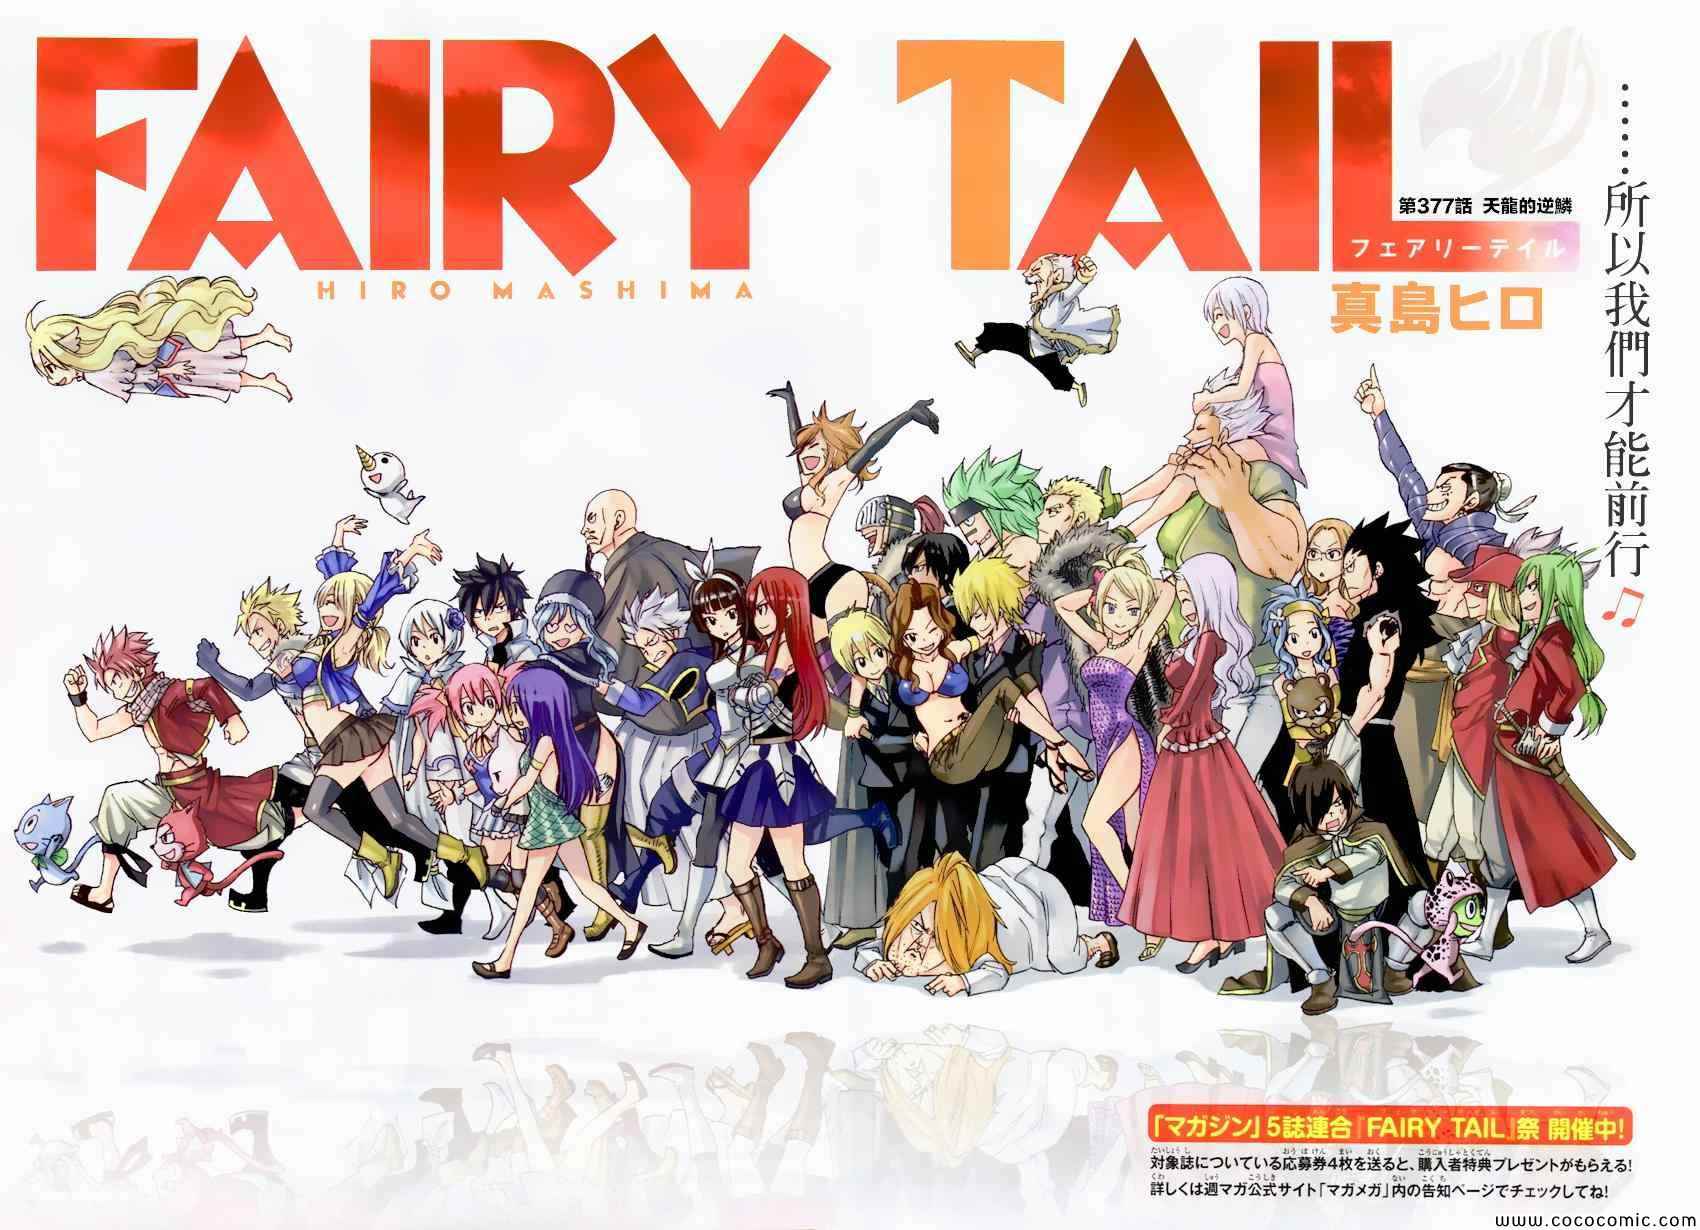 FAIRY TAIL
HIRO MASHIMA
第377話 天龍的逆鱗
フェアリーテイル
真島ヒロ
……所以我們才能前行♫
「マガジン」5誌連合『FAIRY TAIL』祭 開催中!
対象誌についている応募券4枚を送ると、購入者特典プレゼントがもらえる!
詳しくは週マガ公式サイト「マガメガ」内の告知ページでチェックしてね!
www.cococomic.com